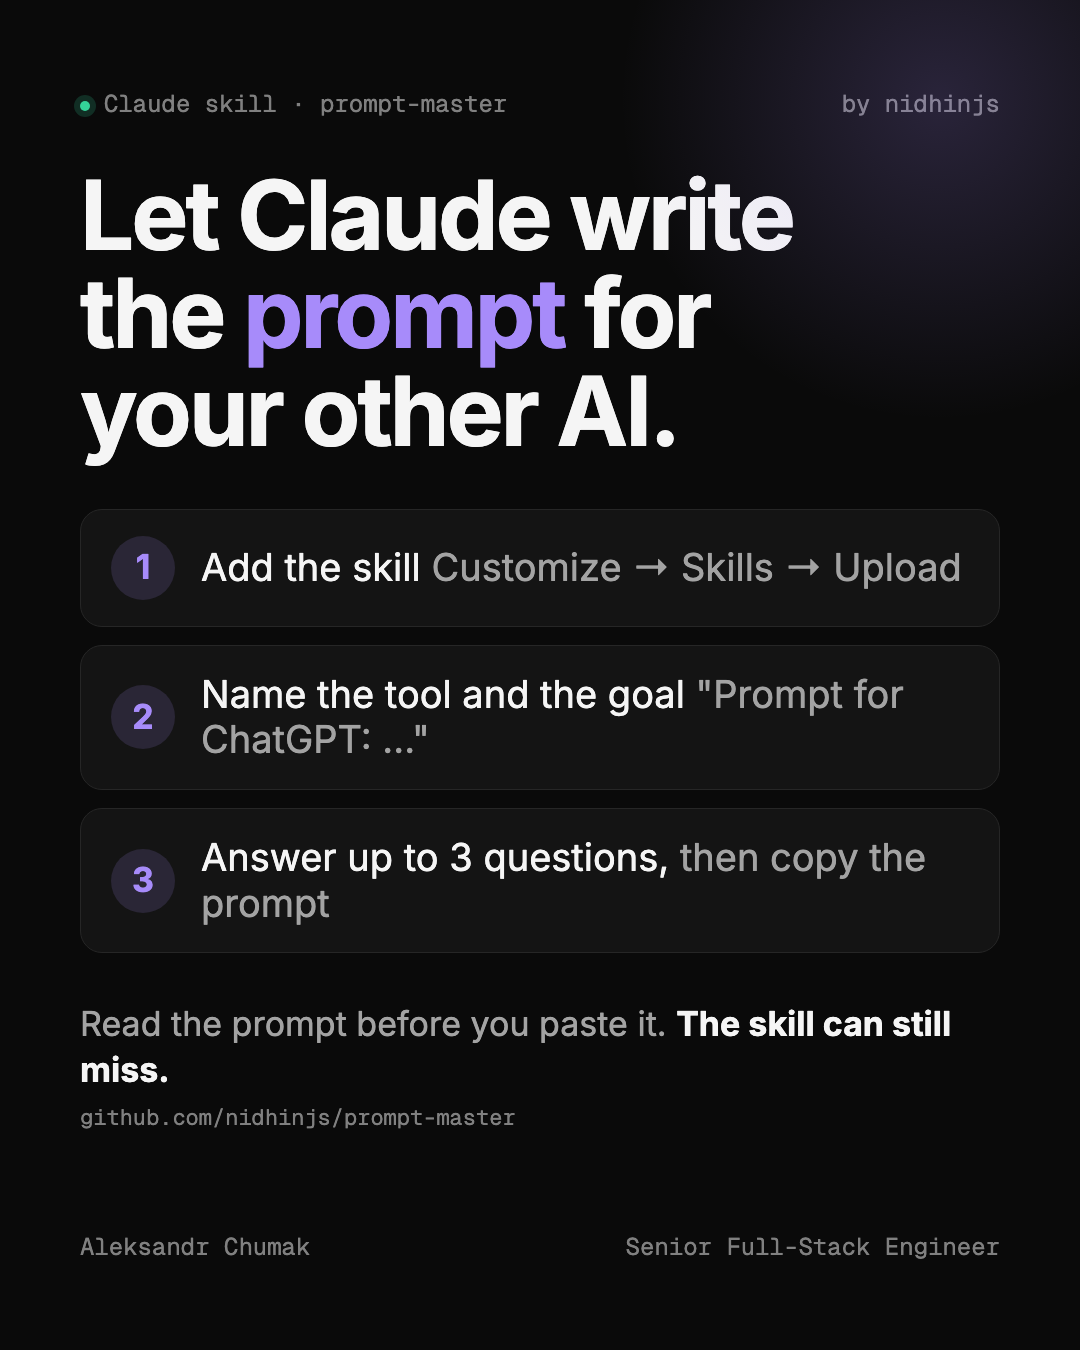 Claude skill · prompt-master
by nidhinjs
Let Claude write
the prompt for
your other AI.
1
Add the skill Customize → Skills → Upload
2
Name the tool and the goal "Prompt for
ChatGPT: ..."
3
Answer up to 3 questions, then copy the
prompt
Read the prompt before you paste it. The skill can still
miss.
github.com/nidhinjs/prompt-master
Aleksandr Chumak
Senior Full-Stack Engineer